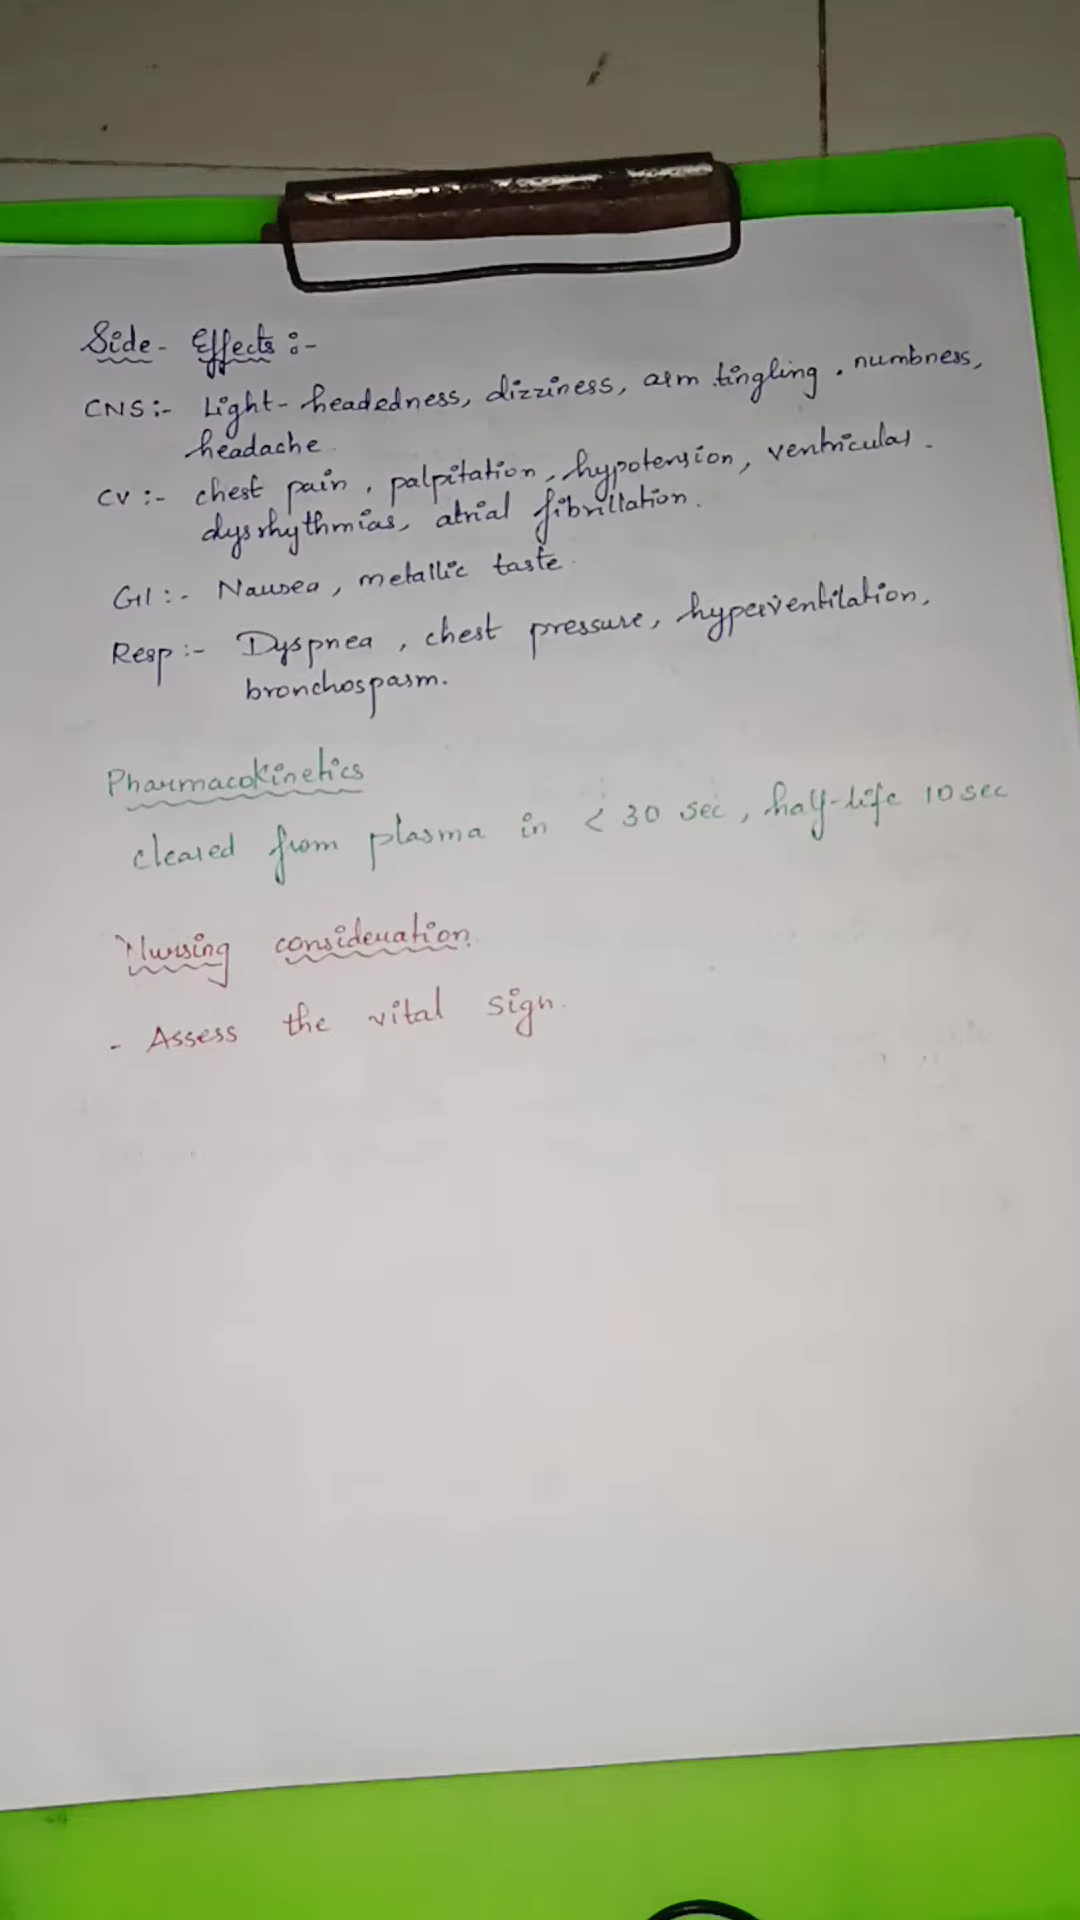 Side- Effects :-
CNS :- Light- headedness, dizziness, arm tingling, numbness,
headache.
CV :- chest pain, palpitation, hypotension, ventricular
dysrhythmias, atrial fibrillation.
GI :- Nausea, metallic taste.
Resp :- Dyspnea, chest pressure, hyperventilation,
bronchospasm.
Pharmacokinetics
cleared from plasma in < 30 sec, half-life 10 sec
Nursing consideration.
- Assess the vital sign.